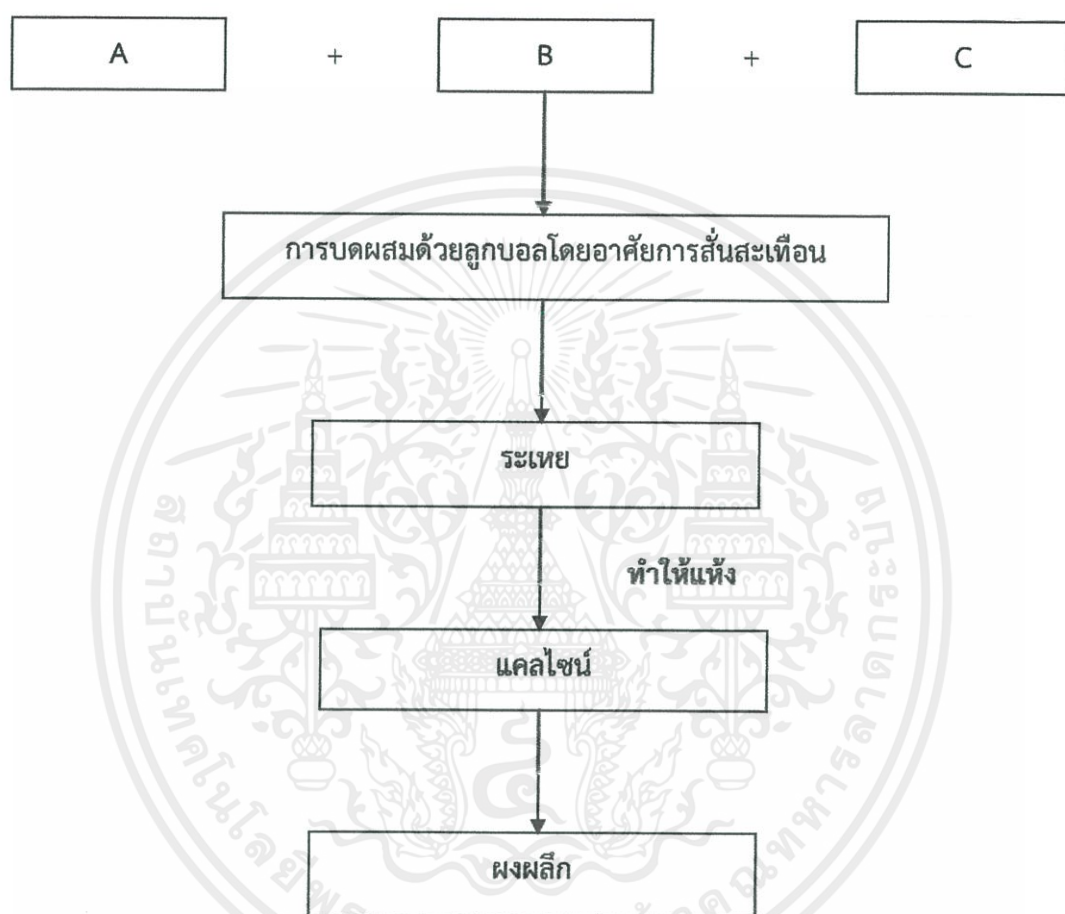 A + B + C
การบดผสมด้วยลูกบอลโดยอาศัยการสั่นสะเทือน
ระเหย
ทำให้แห้ง
แคลไซน์
ผงผลึก